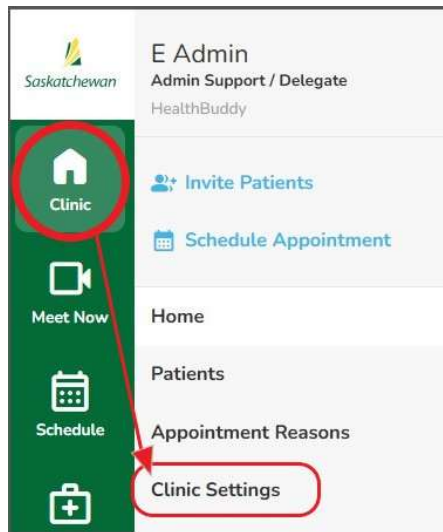 Saskatchewan
Clinic
Meet Now
Schedule
E Admin
Admin Support / Delegate
HealthBuddy
Invite Patients
Schedule Appointment
Home
Patients
Appointment Reasons
Clinic Settings